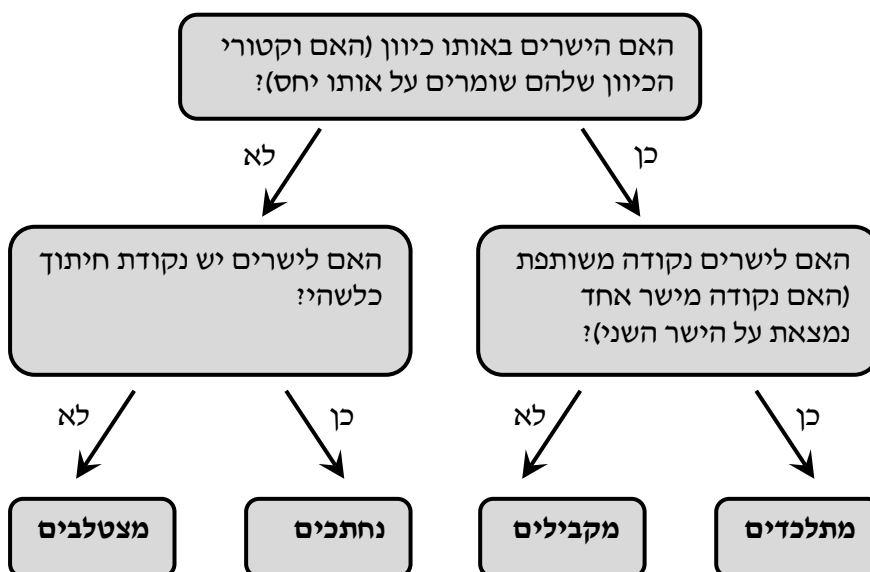 האם הישרים באותו כיוון (האם וקטורי
הכיוון שלהם שומרים על אותו יחס)?
כן
לא
האם לישרים נקודה משותפת
(האם נקודה מישר אחד
נמצאת על הישר השני)?
האם לישרים יש נקודת חיתוך
כלשהי?
כן
לא
כן
לא
מתלכדים
מקבילים
נחתכים
מצטלבים